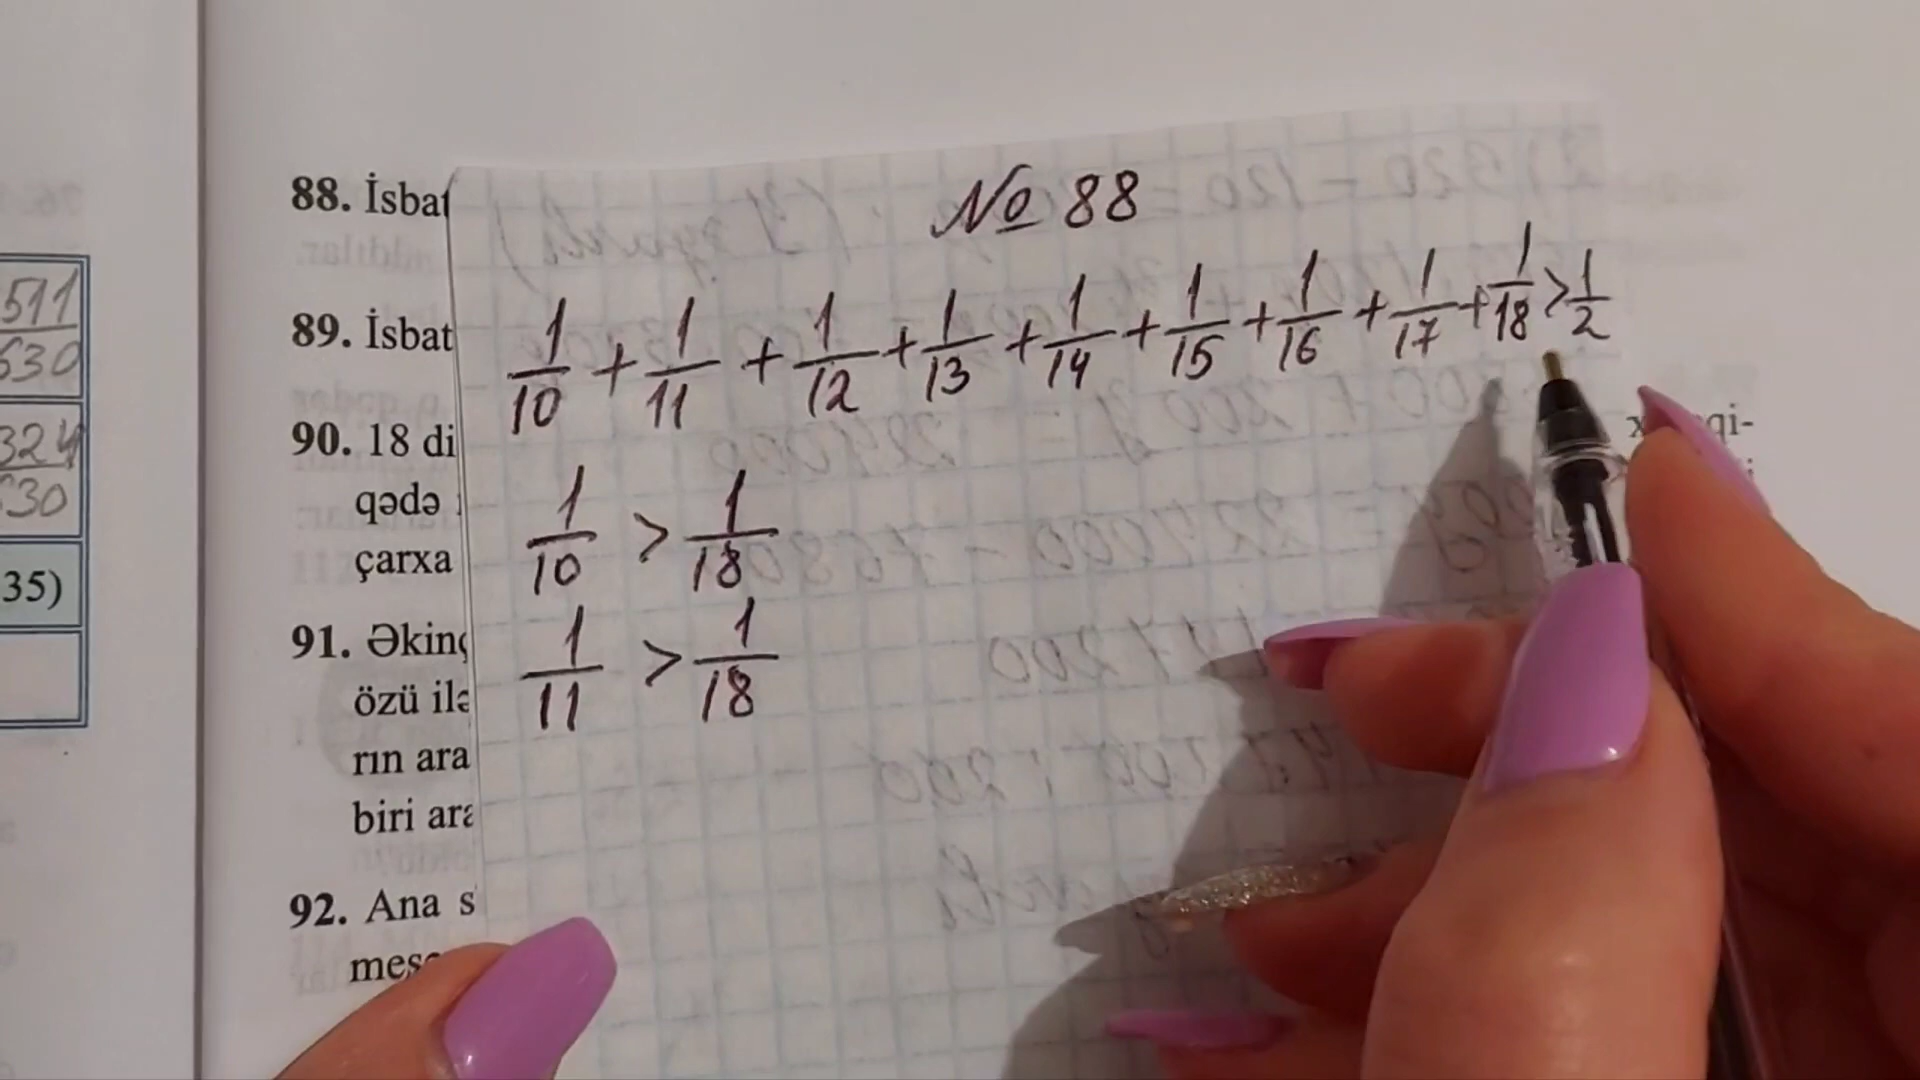 511
630
324
630
35)
88. İsbat
89. İsbat
90. 18 di
qədə
çarxa
91. Əkinç
özü ilə
rın ara
biri ara
92. Ana s
mesə
№ 88
1/10 + 1/11 + 1/12 + 1/13 + 1/14 + 1/15 + 1/16 + 1/17 + 1/18 > 1/2
1/10 > 1/18
1/11 > 1/18
qi-